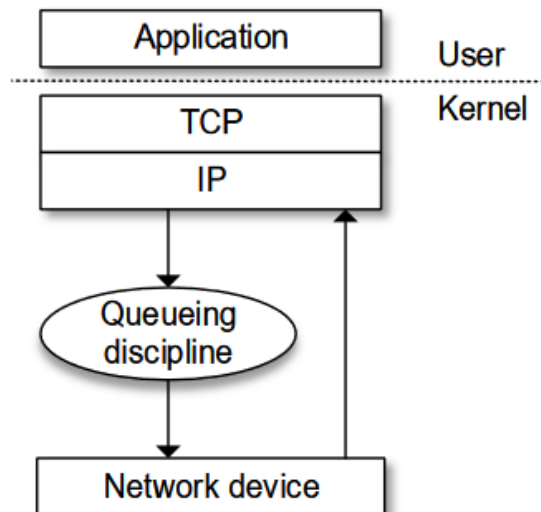 Application
User
Kernel
TCP
IP
Queueing
discipline
Network device